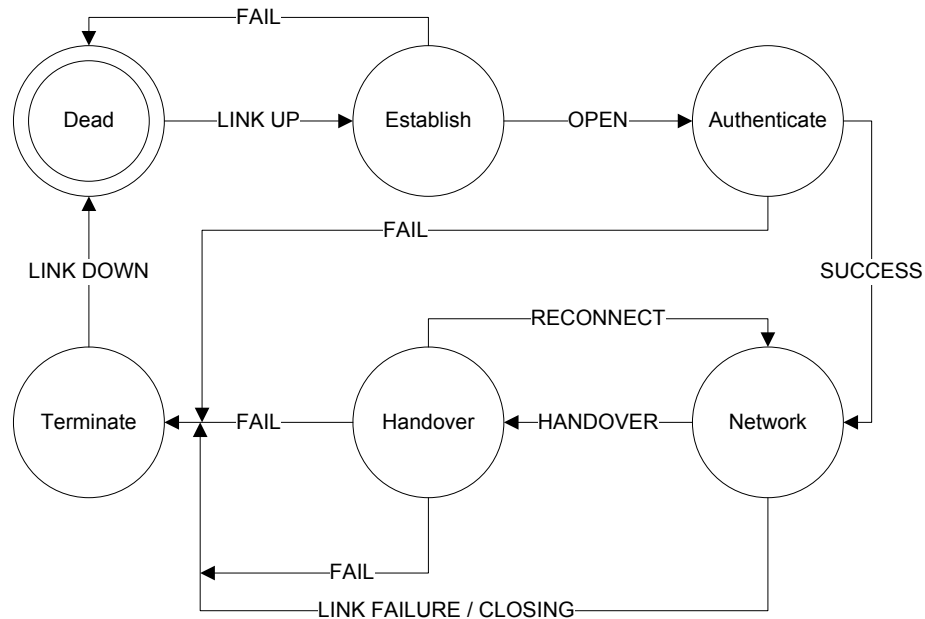 FAIL
Dead
LINK UP
Establish
OPEN
Authenticate
FAIL
LINK DOWN
SUCCESS
RECONNECT
Terminate
FAIL
Handover
HANDOVER
Network
FAIL
LINK FAILURE / CLOSING